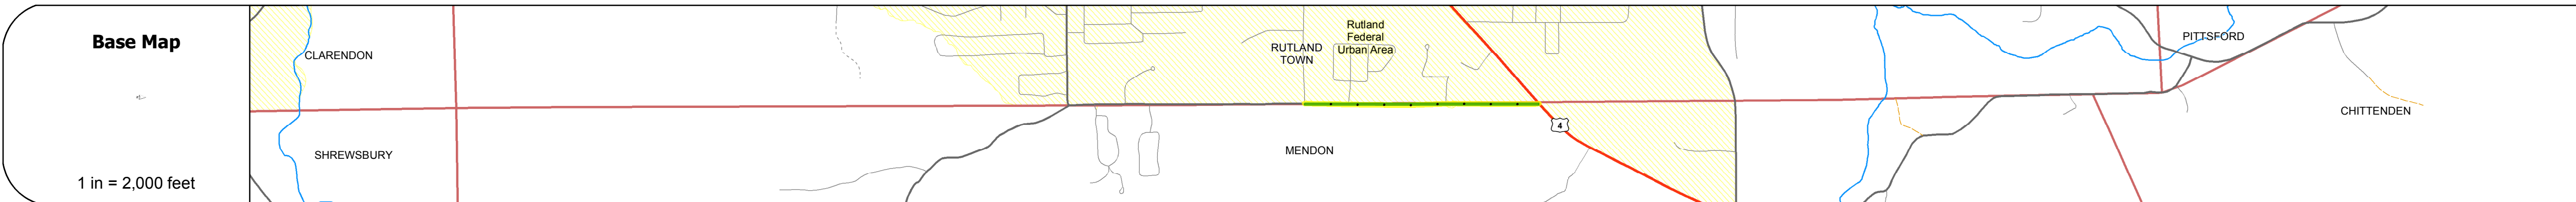 Base Map
1 in = 2,000 feet
CLARENDON
SHREWSBURY
RUTLAND
TOWN
Rutland
Federal
Urban Area
MENDON
4
PITTSFORD
CHITTENDEN